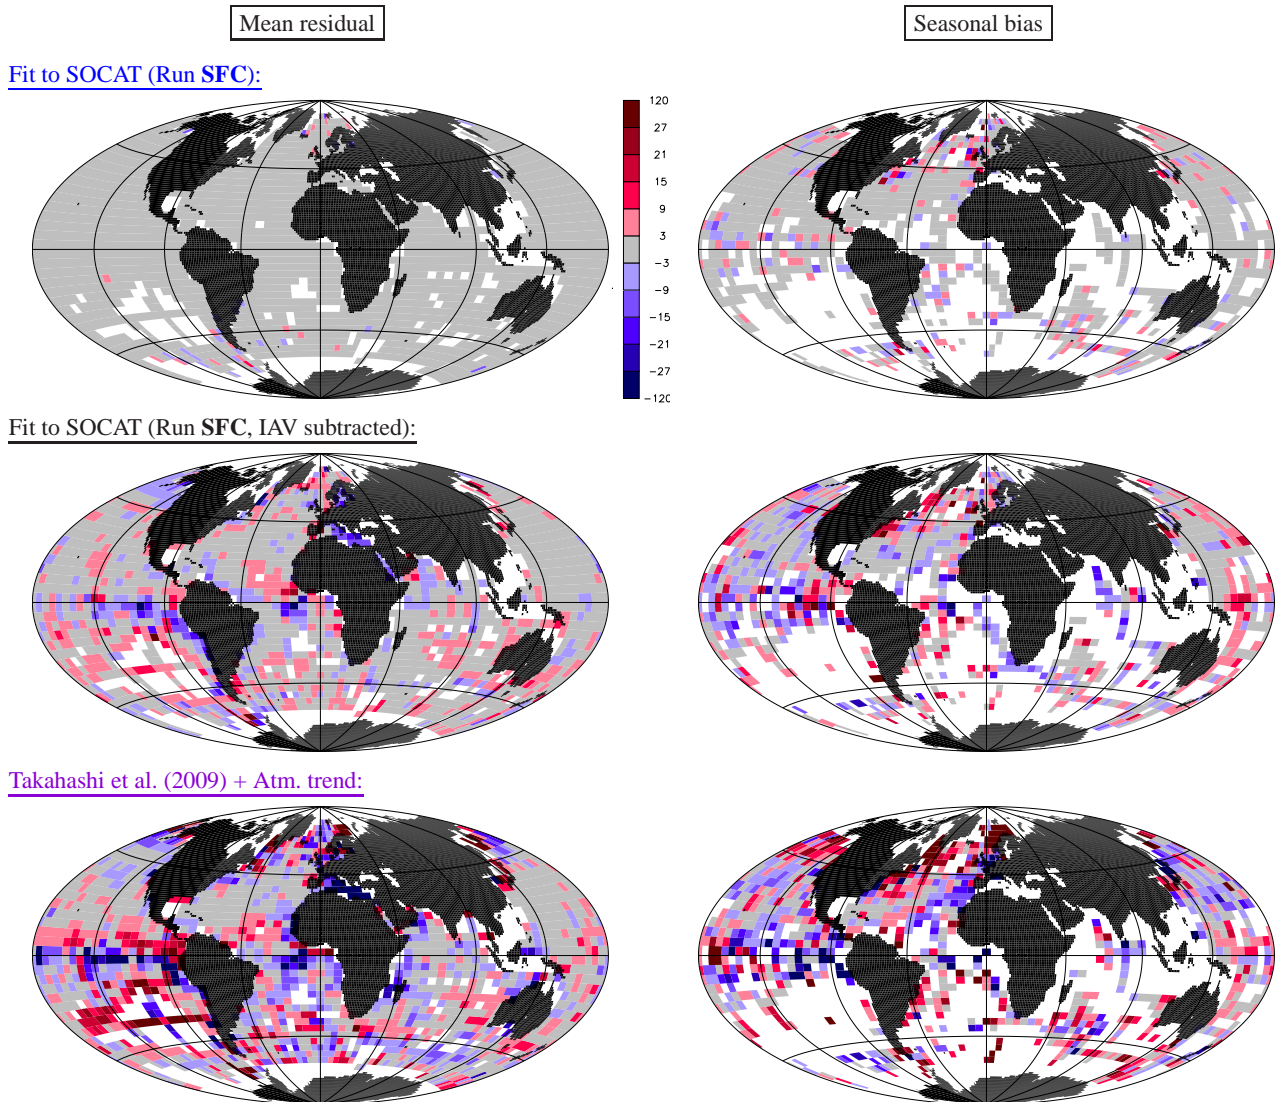 Mean residual
Seasonal bias
Fit to SOCAT (Run SFC):
120
27
21
15
9
3
−3
−9
−15
−21
−27
−120
Fit to SOCAT (Run SFC, IAV subtracted):
Takahashi et al. (2009) + Atm. trend: